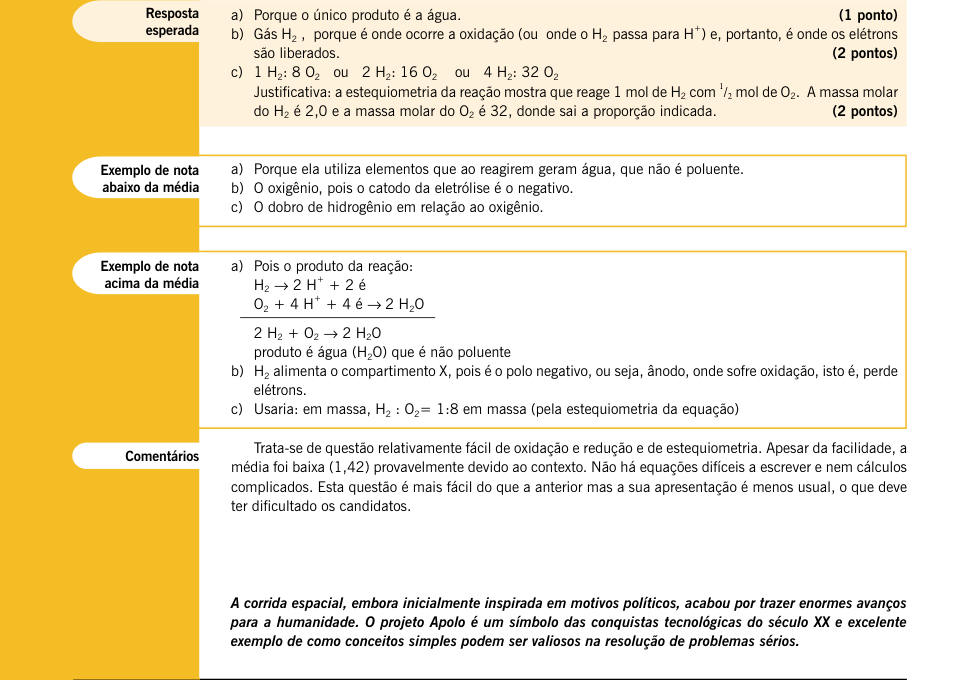 Resposta
esperada
a) Porque o único produto é a água. (1 ponto)
b) Gás H₂ , porque é onde ocorre a oxidação (ou onde o H₂ passa para H⁺) e, portanto, é onde os elétrons
são liberados. (2 pontos)
c) 1 H₂: 8 O₂ ou 2 H₂: 16 O₂ ou 4 H₂: 32 O₂
Justificativa: a estequiometria da reação mostra que reage 1 mol de H₂ com ¹/₂ mol de O₂. A massa molar
do H₂ é 2,0 e a massa molar do O₂ é 32, donde sai a proporção indicada. (2 pontos)
Exemplo de nota
abaixo da média
a) Porque ela utiliza elementos que ao reagirem geram água, que não é poluente.
b) O oxigênio, pois o catodo da eletrólise é o negativo.
c) O dobro de hidrogênio em relação ao oxigênio.
Exemplo de nota
acima da média
a) Pois o produto da reação:
H₂ → 2 H⁺ + 2 é
O₂ + 4 H⁺ + 4 é → 2 H₂O
2 H₂ + O₂ → 2 H₂O
produto é água (H₂O) que é não poluente
b) H₂ alimenta o compartimento X, pois é o polo negativo, ou seja, ânodo, onde sofre oxidação, isto é, perde
elétrons.
c) Usaria: em massa, H₂ : O₂= 1:8 em massa (pela estequiometria da equação)
Comentários
Trata-se de questão relativamente fácil de oxidação e redução e de estequiometria. Apesar da facilidade, a
média foi baixa (1,42) provavelmente devido ao contexto. Não há equações difíceis a escrever e nem cálculos
complicados. Esta questão é mais fácil do que a anterior mas a sua apresentação é menos usual, o que deve
ter dificultado os candidatos.
A corrida espacial, embora inicialmente inspirada em motivos políticos, acabou por trazer enormes avanços
para a humanidade. O projeto Apolo é um símbolo das conquistas tecnológicas do século XX e excelente
exemplo de como conceitos simples podem ser valiosos na resolução de problemas sérios.